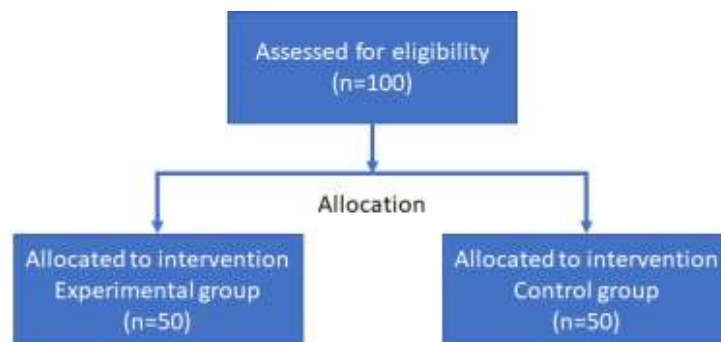 Assessed for eligibility
(n=100)
Allocation
Allocated to intervention
Experimental group
(n=50)
Allocated to intervention
Control group
(n=50)